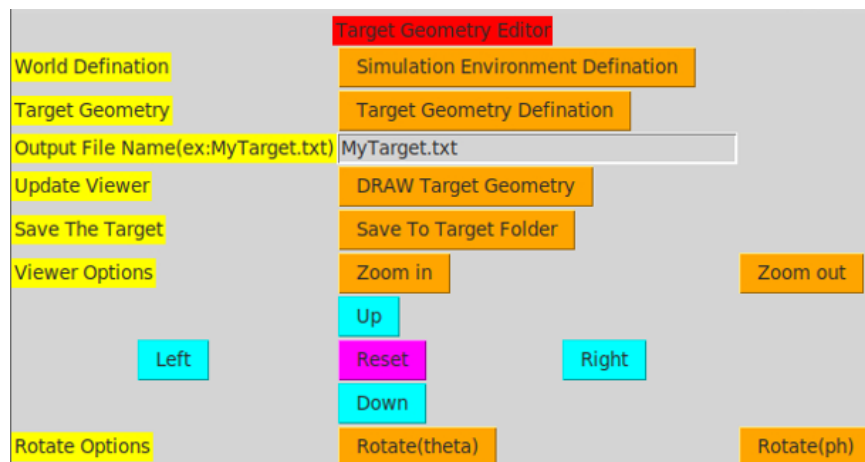 Target Geometry Editor
World Defination Simulation Environment Defination
Target Geometry Target Geometry Defination
Output File Name(ex:MyTarget.txt) MyTarget.txt
Update Viewer DRAW Target Geometry
Save The Target Save To Target Folder
Viewer Options Zoom in Zoom out
Up
Left Reset Right
Down
Rotate Options Rotate(theta) Rotate(ph)